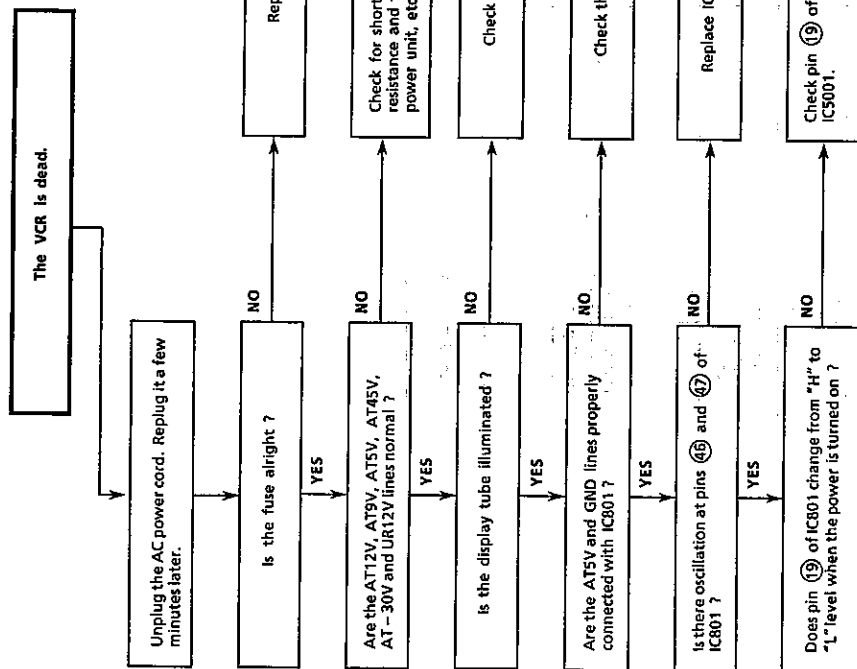 The VCR is dead.
Unplug the AC power cord. Replug it a few
minutes later.
Is the fuse alright ?
NO
Rep
YES
Are the AT12V, AT9V, AT5V, AT45V,
AT – 30V and UR12V lines normal ?
NO
Check for short
resistance and
power unit, etc
YES
Is the display tube illuminated ?
NO
Check
YES
Are the AT5V and GND lines properly
connected with IC801 ?
NO
Check th
YES
Is there oscillation at pins 46 and 47 of
IC801 ?
NO
Replace IC
YES
Does pin 19 of IC801 change from "H" to
"L" level when the power is turned on ?
NO
Check pin 19 of
IC5001.